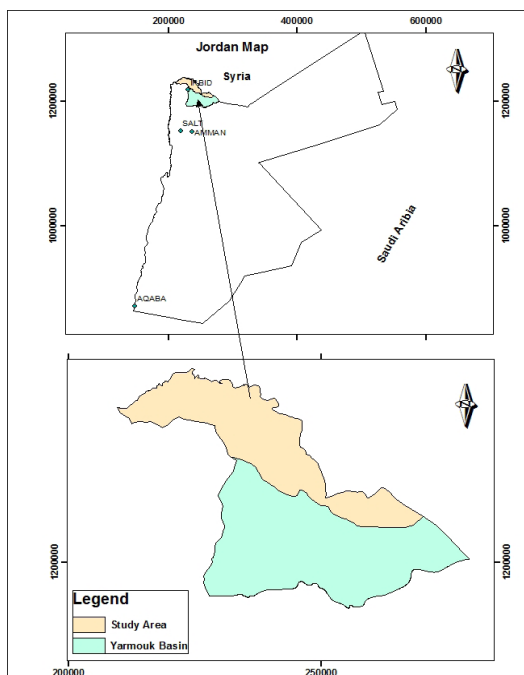 200000 400000 600000
Jordan Map
Syria
IRBID
1200000
1200000
SALT
AMMAN
Saudi Aribia
1000000
1000000
AQABA
1200000
1200000
Legend
Study Area
Yarmouk Basin
200000 250000